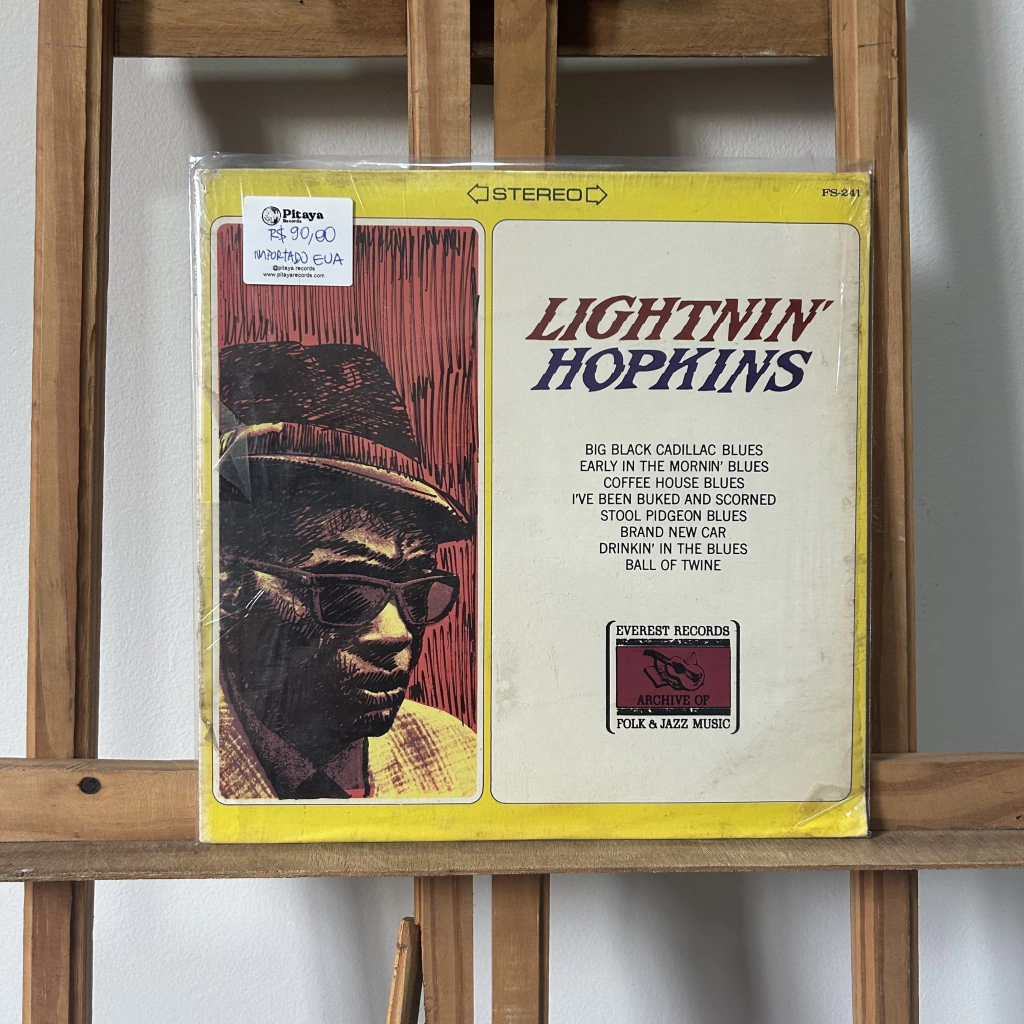 STEREO
FS-241
Pitaya
Records
R$ 90,00
IMPORTADO EUA
@pitaya.records
www.pitayarecords.com
LIGHTNIN'
HOPKINS
BIG BLACK CADILLAC BLUES
EARLY IN THE MORNIN' BLUES
COFFEE HOUSE BLUES
I'VE BEEN BUKED AND SCORNED
STOOL PIDGEON BLUES
BRAND NEW CAR
DRINKIN' IN THE BLUES
BALL OF TWINE
EVEREST RECORDS
ARCHIVE OF
FOLK & JAZZ MUSIC